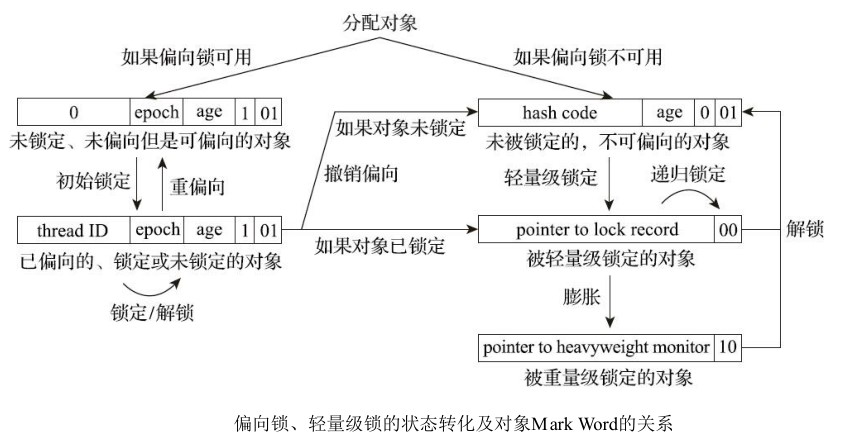 分配对象
如果偏向锁可用
如果偏向锁不可用
0 epoch age 1 01
未锁定、未偏向但是可偏向的对象
hash code age 0 01
未被锁定的，不可偏向的对象
如果对象未锁定
初始锁定
重偏向
撤销偏向
轻量级锁定
递归锁定
thread ID epoch age 1 01
已偏向的、锁定或未锁定的对象
如果对象已锁定
pointer to lock record 00
被轻量级锁定的对象
解锁
锁定/解锁
膨胀
pointer to heavyweight monitor 10
被重量级锁定的对象
偏向锁、轻量级锁的状态转化及对象Mark Word的关系